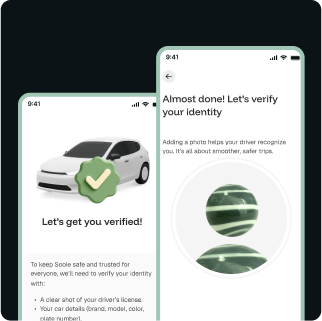 9:41
Let's get you verified!
To keep Sooie safe and trusted for
everyone, we'll need to verify your identity
with:
• A clear shot of your driver's license.
• Your car details (brand, model, color,
plate number).
9:41
Almost done! Let's verify
your identity
Adding a photo helps your driver recognize
you. It's all about smoother, safer trips.